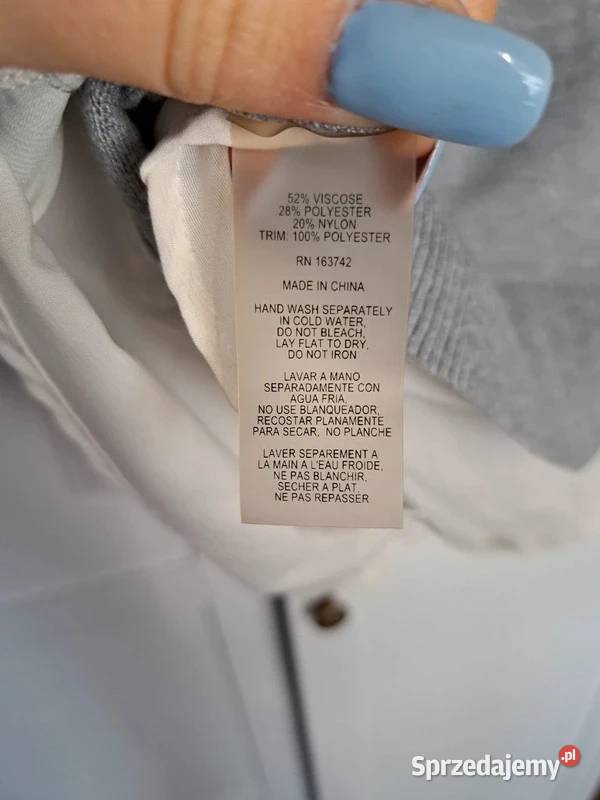 52% VISCOSE
28% POLYESTER
20% NYLON
TRIM: 100% POLYESTER
RN 163742
MADE IN CHINA
HAND WASH SEPARATELY
IN COLD WATER,
DO NOT BLEACH,
LAY FLAT TO DRY,
DO NOT IRON
LAVAR A MANO
SEPARADAMENTE CON
AGUA FRIA,
NO USE BLANQUEADOR,
RECOSTAR PLANAMENTE
PARA SECAR, NO PLANCHE
LAVER SEPAREMENT A
LA MAIN A L'EAU FROIDE,
NE PAS BLANCHIR,
SECHER A PLAT,
NE PAS REPASSER
Sprzedajemy.pl